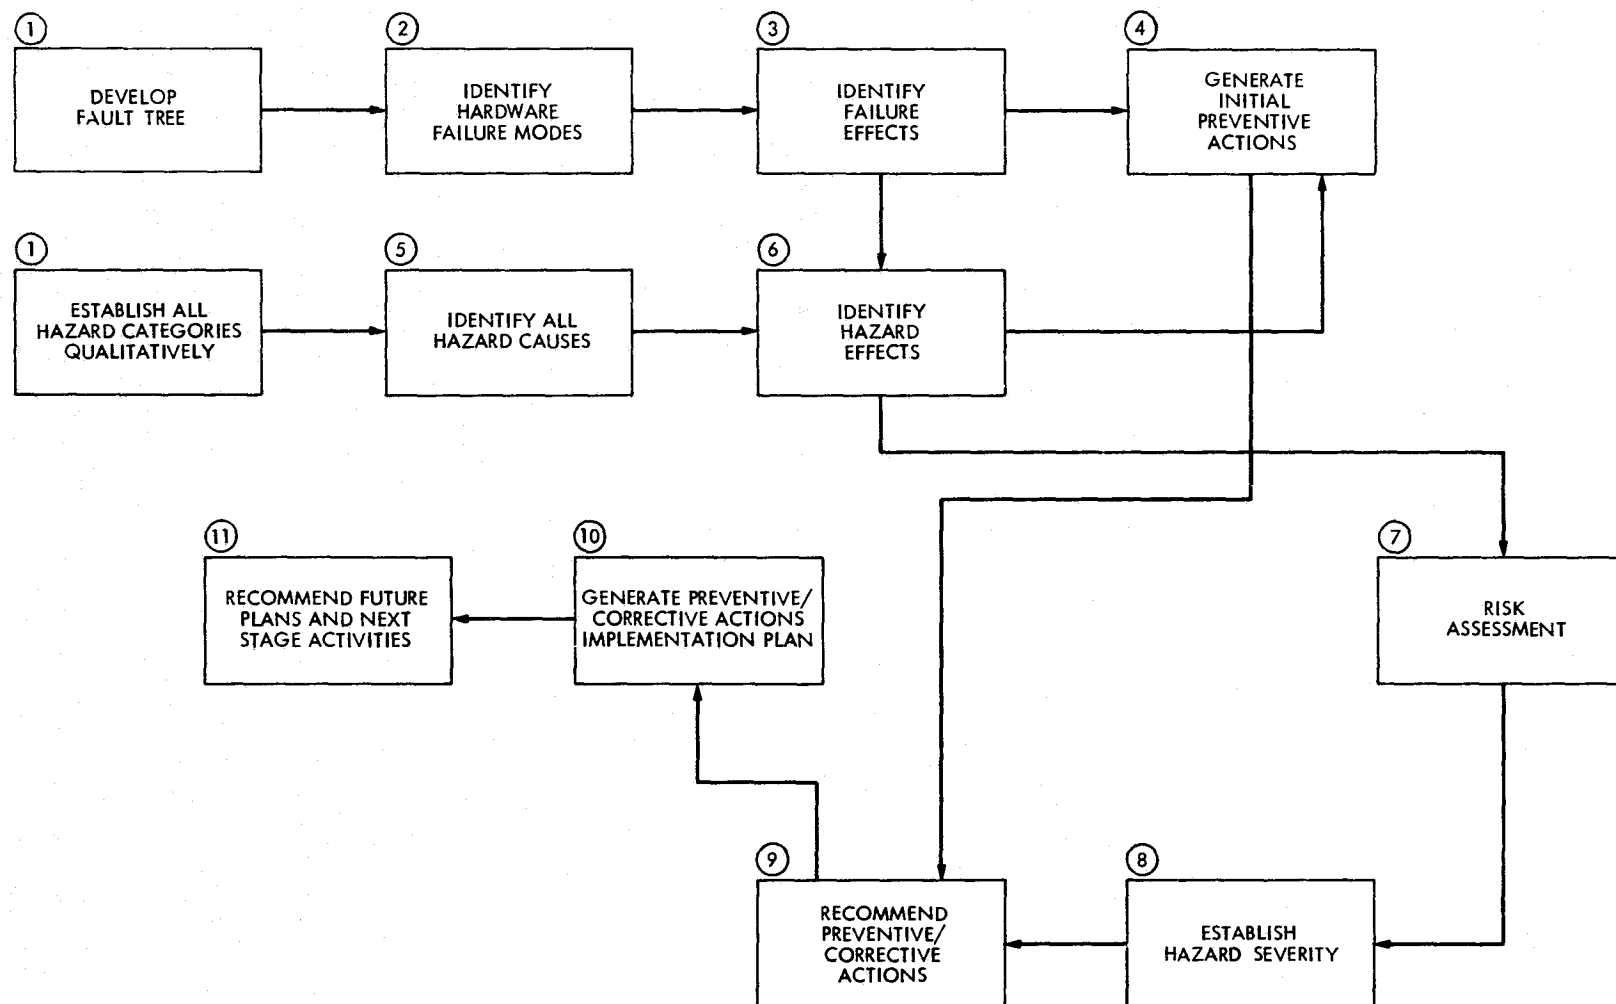 1
DEVELOP
FAULT TREE
2
IDENTIFY
HARDWARE
FAILURE MODES
3
IDENTIFY
FAILURE
EFFECTS
4
GENERATE
INITIAL
PREVENTIVE
ACTIONS
1
ESTABLISH ALL
HAZARD CATEGORIES
QUALITATIVELY
5
IDENTIFY ALL
HAZARD CAUSES
6
IDENTIFY
HAZARD
EFFECTS
11
RECOMMEND FUTURE
PLANS AND NEXT
STAGE ACTIVITIES
10
GENERATE PREVENTIVE/
CORRECTIVE ACTIONS
IMPLEMENTATION PLAN
7
RISK
ASSESSMENT
9
RECOMMEND
PREVENTIVE/
CORRECTIVE
ACTIONS
8
ESTABLISH
HAZARD SEVERITY